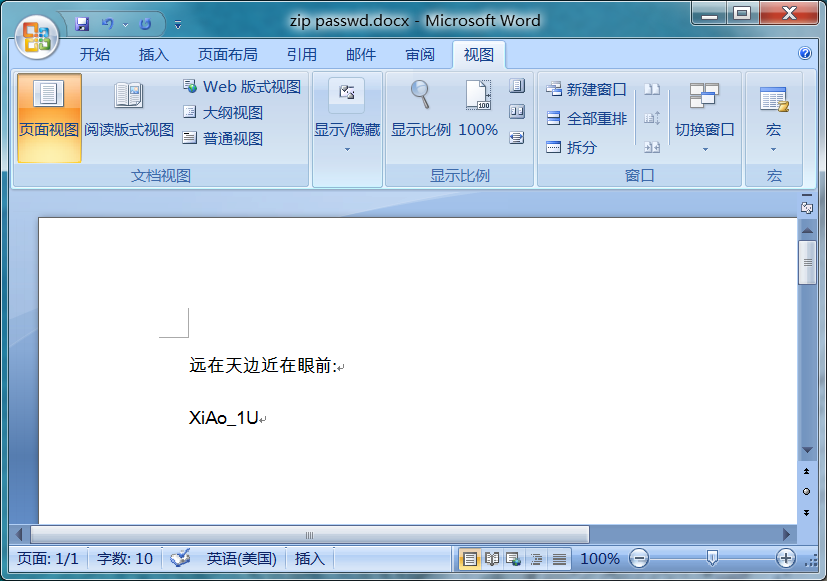 zip passwd.docx - Microsoft Word
开始 插入 页面布局 引用 邮件 审阅 视图
页面视图 阅读版式视图 Web 版式视图
大纲视图
普通视图
文档视图
显示/隐藏
显示比例 100%
100
显示比例
新建窗口
全部重排
拆分
切换窗口
窗口
宏
宏
远在天边近在眼前:
XiAo_1U
页面: 1/1 字数: 10 英语(美国) 插入 100%